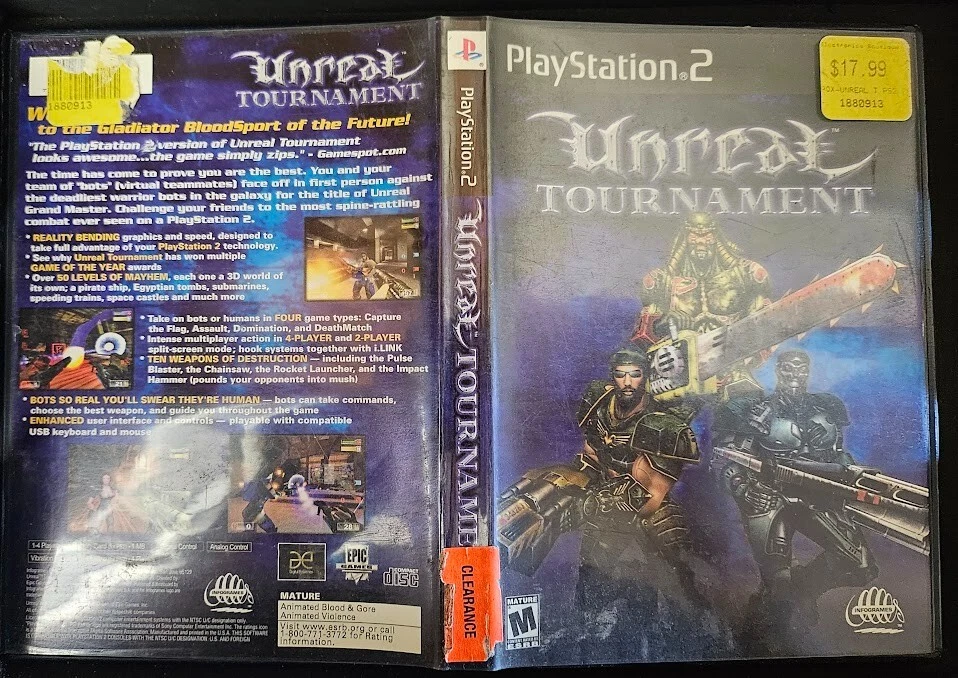 1880913
Unreal
TOURNAMENT
to the Gladiator BloodSport of the Future!
"The PlayStation 2 version of Unreal Tournament
looks awesome...the game simply zips." - Gamespot.com
The time has come to prove you are the best. You and your
team of 'bots' (virtual teammates) face off in first person against
the deadliest warrior bots in the galaxy for the title of Unreal
Grand Master. Challenge your friends to the most spine-rattling
combat ever seen on a PlayStation 2.
* REALITY BENDING graphics and speed, designed to
take full advantage of your PlayStation 2 technology.
* See why Unreal Tournament has won multiple
GAME OF THE YEAR awards
* Over 50 LEVELS OF MAYHEM, each one a 3D world of
its own; a pirate ship, Egyptian tombs, submarines,
speeding trains, space castles and much more
* Take on bots or humans in FOUR game types: Capture
the Flag, Assault, Domination, and DeathMatch
* Intense multiplayer action in 4-PLAYER and 2-PLAYER
split-screen mode; hook systems together with i.LINK
* TEN WEAPONS OF DESTRUCTION — including the Pulse
Blaster, the Chainsaw, the Rocket Launcher, and the Impact
Hammer (pounds your opponents into mush)
* BOTS SO REAL YOU'LL SWEAR THEY'RE HUMAN — bots can take commands,
choose the best weapon, and guide you throughout the game
* ENHANCED user interface and controls — playable with compatible
USB keyboard and mouse
Analog Control
EPIC
GAMES
COMPACT
disc
INFOGRAMES
MATURE
Animated Blood & Gore
Animated Violence
Visit www.esrb.org or call
1-800-771-3772 for Rating
Information.
PlayStation.2
Unreal TOURNAMENT
CLEARANCE
PlayStation.2
$17.99
1880913
Unreal™
TOURNAMENT
MATURE
M
ESRB
INFOGRAMES